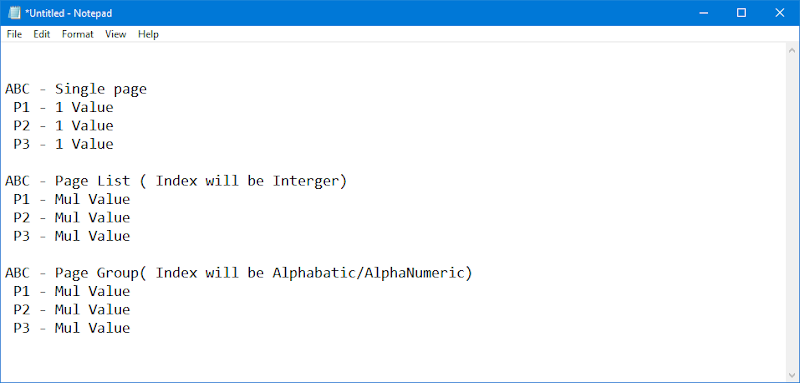 *Untitled - Notepad
File Edit Format View Help
ABC - Single page
P1 - 1 Value
P2 - 1 Value
P3 - 1 Value
ABC - Page List ( Index will be Interger)
P1 - Mul Value
P2 - Mul Value
P3 - Mul Value
ABC - Page Group( Index will be Alphabatic/AlphaNumeric)
P1 - Mul Value
P2 - Mul Value
P3 - Mul Value